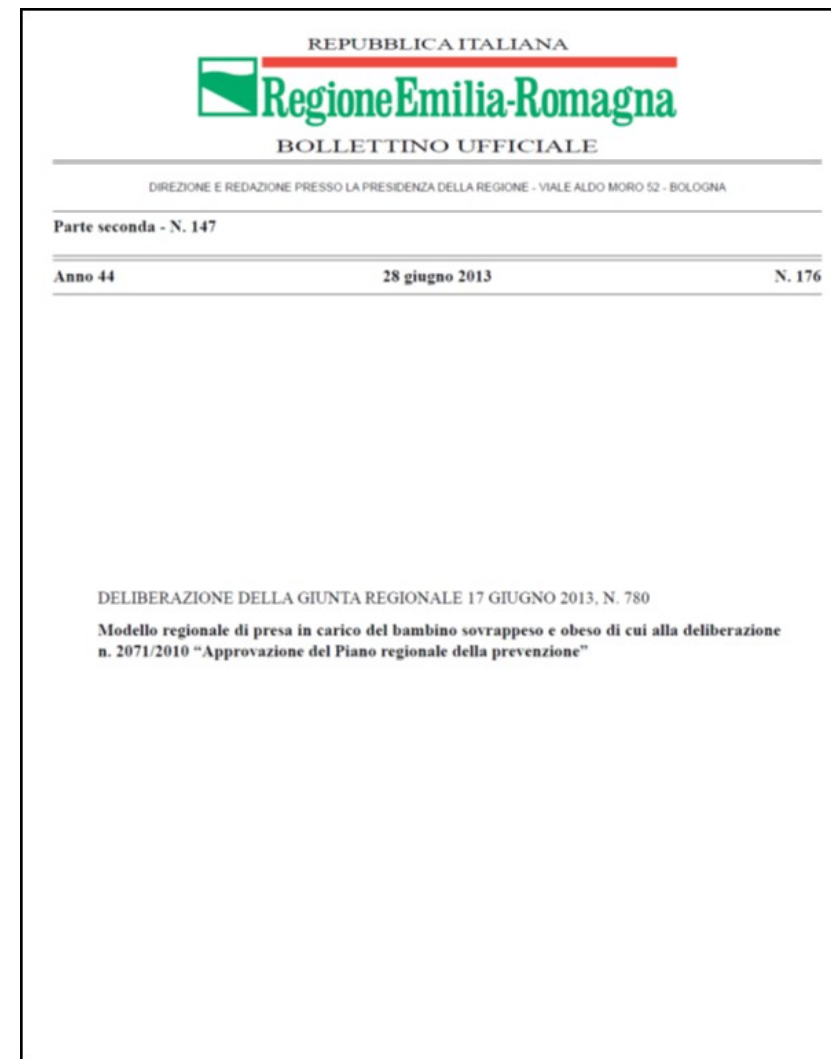 REPUBBLICA ITALIANA
Regione Emilia-Romagna
BOLLETTINO UFFICIALE
DIREZIONE E REDAZIONE PRESSO LA PRESIDENZA DELLA REGIONE - VIALE ALDO MORO 52 - BOLOGNA
Parte seconda - N. 147
Anno 44 28 giugno 2013 N. 176
DELIBERAZIONE DELLA GIUNTA REGIONALE 17 GIUGNO 2013, N. 780
Modello regionale di presa in carico del bambino sovrappeso e obeso di cui alla deliberazione
n. 2071/2010 “Approvazione del Piano regionale della prevenzione”